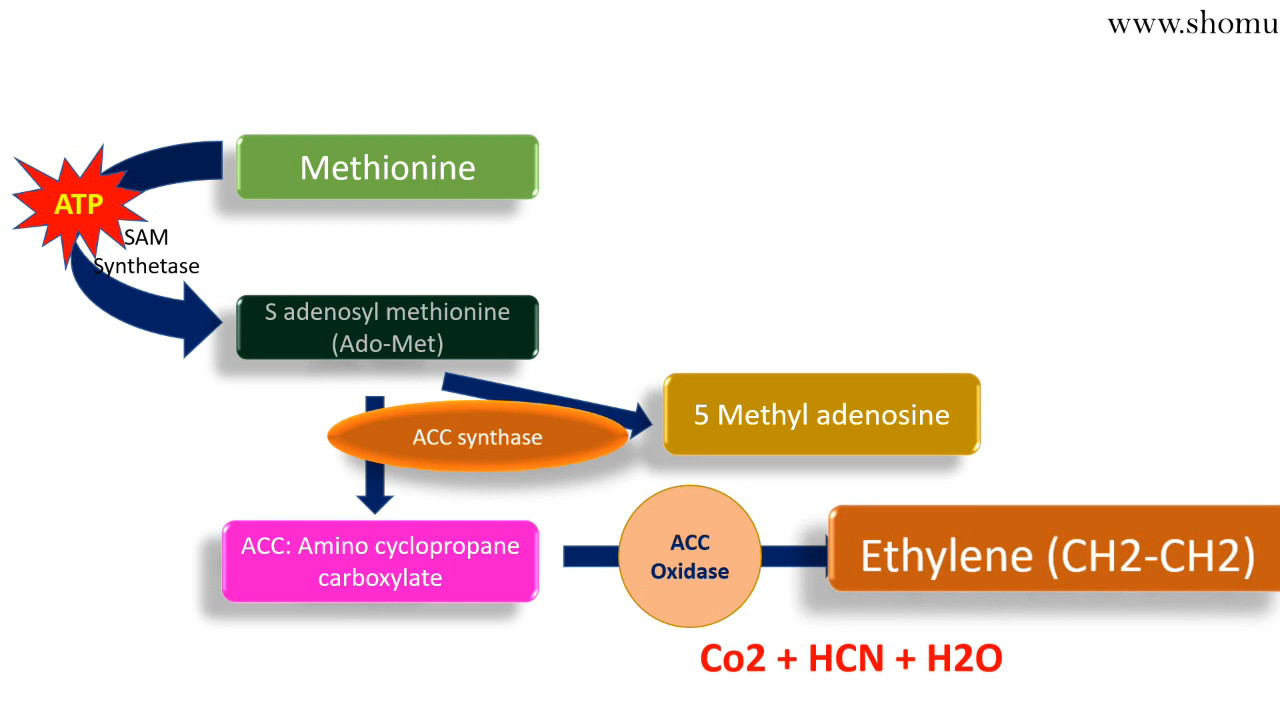 www.shomu
Methionine
ATP
SAM
Synthetase
S adenosyl methionine
(Ado-Met)
5 Methyl adenosine
ACC synthase
ACC: Amino cyclopropane
carboxylate
ACC
Oxidase
Ethylene (CH2-CH2)
Co2 + HCN + H2O